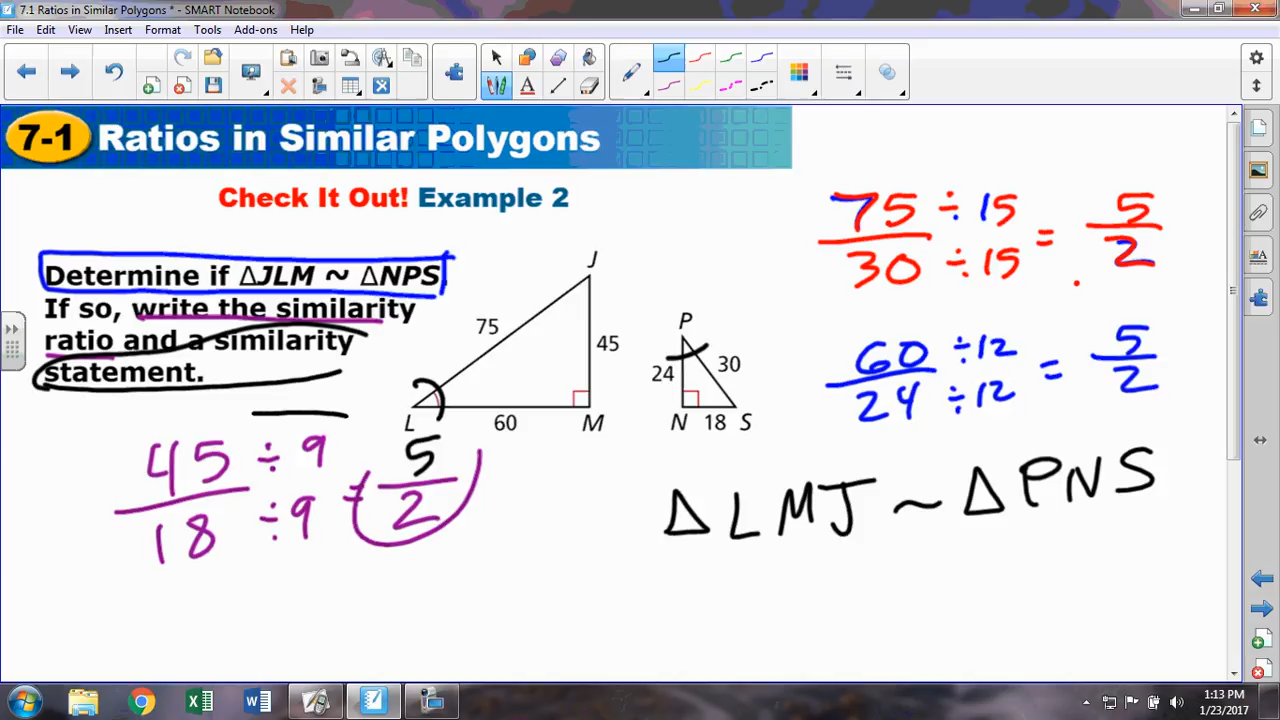 7.1 Ratios in Similar Polygons * - SMART Notebook
File Edit View Insert Format Tools Add-ons Help
7-1 Ratios in Similar Polygons
Check It Out! Example 2
Determine if ΔJLM ~ ΔNPS.
If so, write the similarity
ratio and a similarity
statement.
J
75
45
L
60
M
P
24
30
N
18
S
75 ÷ 15 = 5
30 ÷ 15 2
60 ÷ 12 = 5
24 ÷ 12 2
45 ÷ 9 = 5
18 ÷ 9 2
Δ LMJ ~ Δ PNS
1:13 PM
1/23/2017